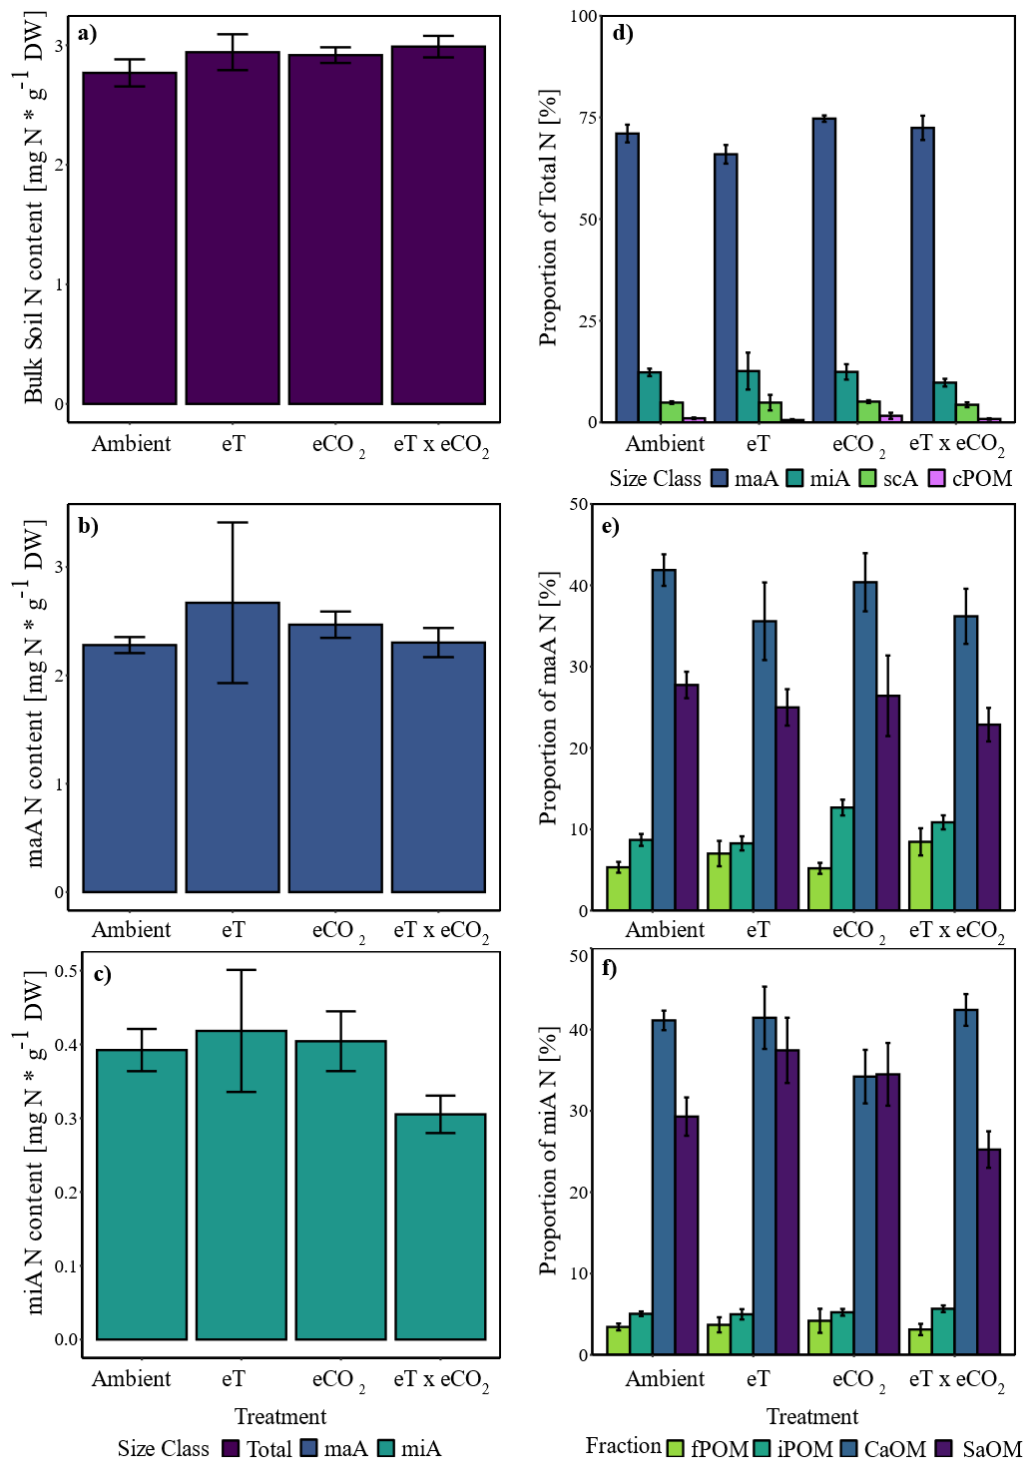 a)
Bulk Soil N content [mg N * g⁻¹ DW]
3
2
1
0
Ambient eT eCO₂ eT x eCO₂
d)
Proportion of Total N [%]
100
75
50
25
0
Ambient eT eCO₂ eT x eCO₂
Size Class maA miA scA cPOM
b)
maA N content [mg N * g⁻¹ DW]
3
2
1
0
Ambient eT eCO₂ eT x eCO₂
e)
Proportion of maA N [%]
50
40
30
20
10
0
Ambient eT eCO₂ eT x eCO₂
c)
miA N content [mg N * g⁻¹ DW]
0.5
0.4
0.3
0.2
0.1
0.0
Ambient eT eCO₂ eT x eCO₂
Treatment
Size Class Total maA miA
f)
Proportion of miA N [%]
50
40
30
20
10
0
Ambient eT eCO₂ eT x eCO₂
Treatment
Fraction fPOM iPOM CaOM SaOM